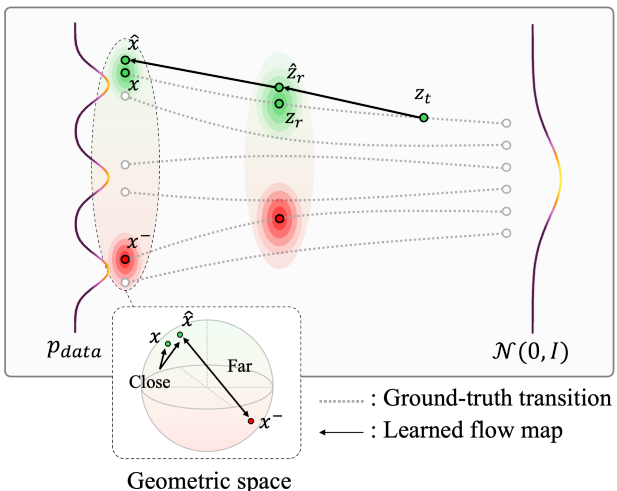 x̂
x
ẑ_r
z_r
z_t
x⁻
p_data
𝒩(0, I)
x
x̂
Close
Far
x⁻
: Ground-truth transition
: Learned flow map
Geometric space